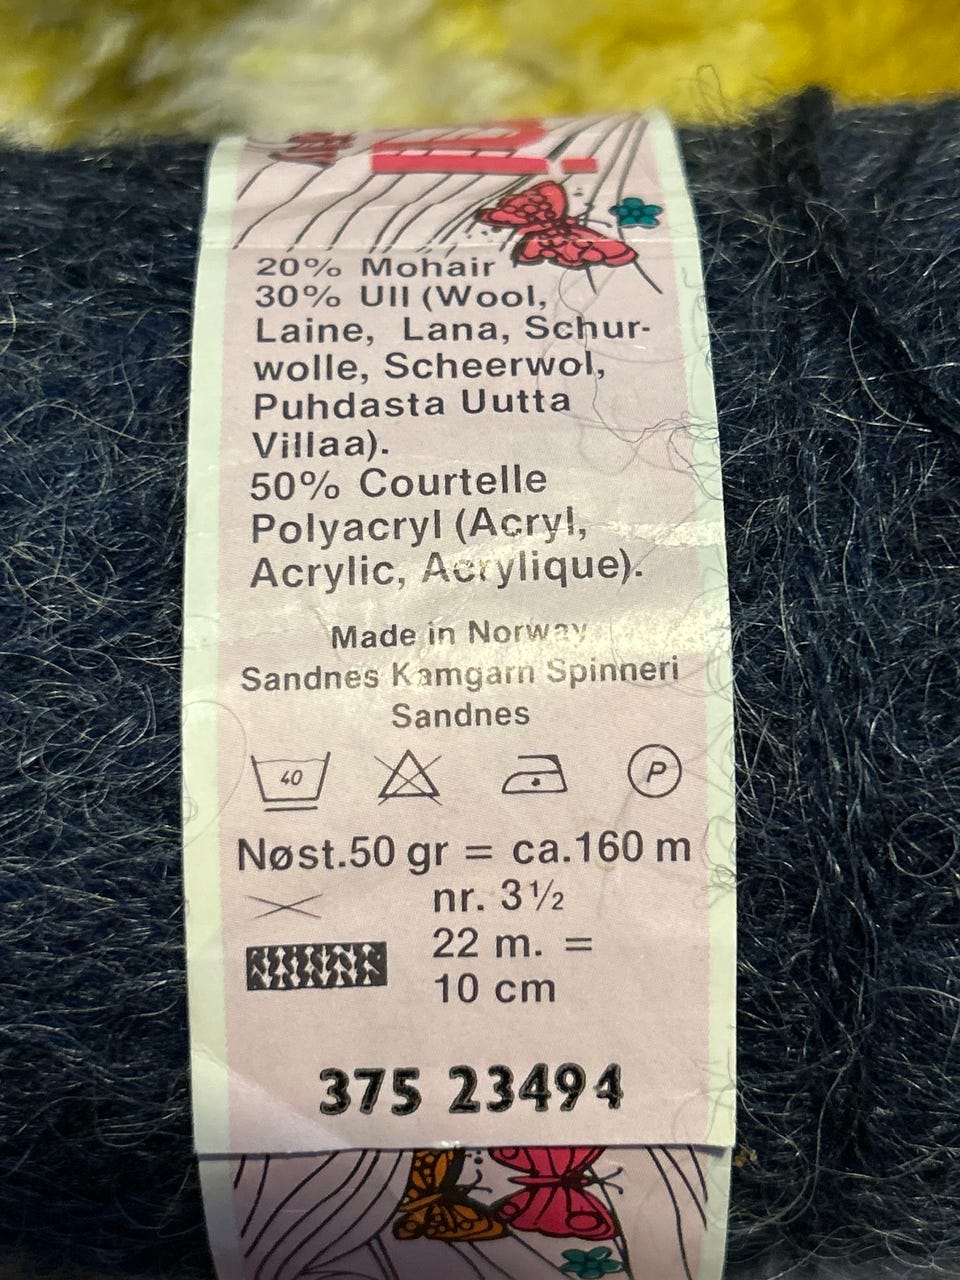 20% Mohair
30% Ull (Wool,
Laine, Lana, Schur-
wolle, Scheerwol,
Puhdasta Uutta
Villaa).
50% Courtelle
Polyacryl (Acryl,
Acrylic, Acrylique).
Made in Norway
Sandnes Kamgarn Spinneri
Sandnes
40 P
Nøst.50 gr = ca.160 m
nr. 3½
22 m. =
10 cm
375 23494